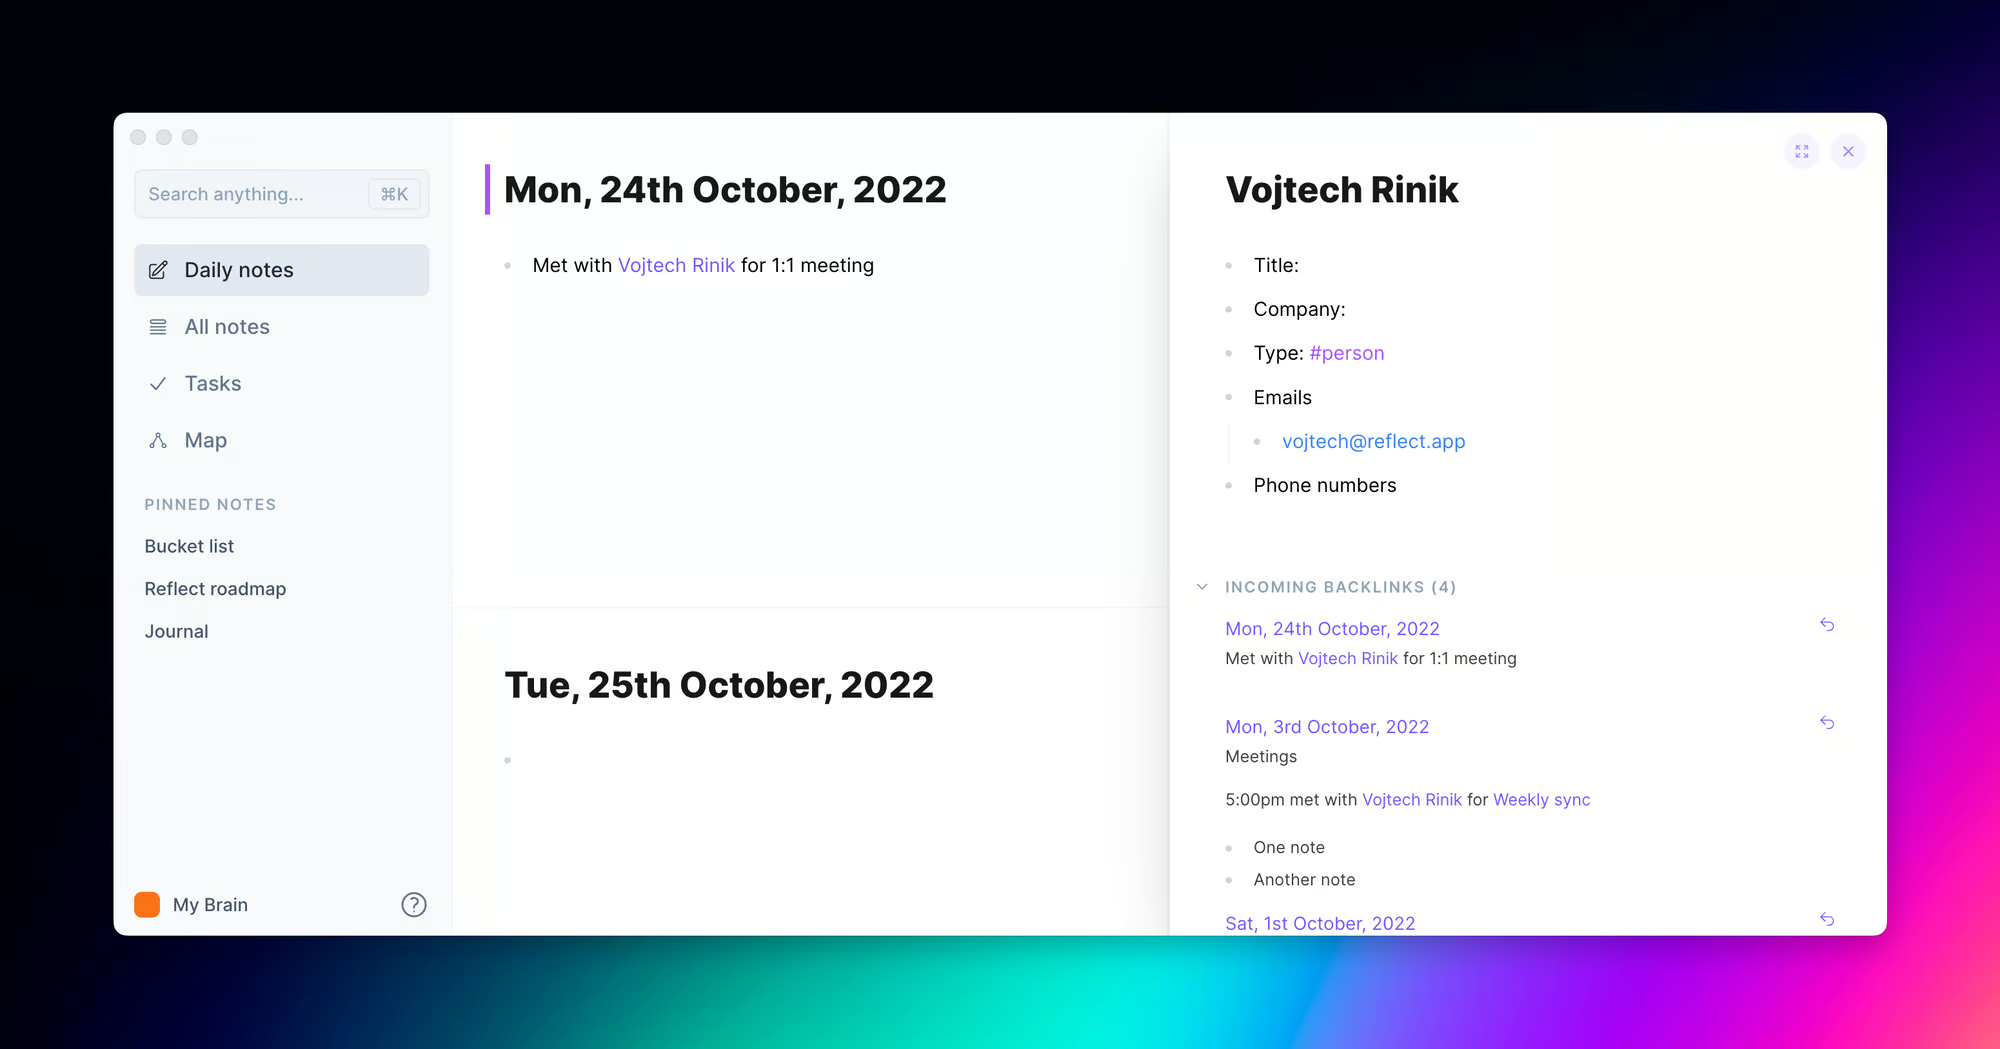 Search anything... ⌘K
Daily notes
All notes
Tasks
Map
PINNED NOTES
Bucket list
Reflect roadmap
Journal
My Brain
?
Mon, 24th October, 2022
Met with Vojtech Rinik for 1:1 meeting
Tue, 25th October, 2022
Vojtech Rinik
Title:
Company:
Type: #person
Emails
vojtech@reflect.app
Phone numbers
INCOMING BACKLINKS (4)
Mon, 24th October, 2022
Met with Vojtech Rinik for 1:1 meeting
Mon, 3rd October, 2022
Meetings
5:00pm met with Vojtech Rinik for Weekly sync
One note
Another note
Sat, 1st October, 2022